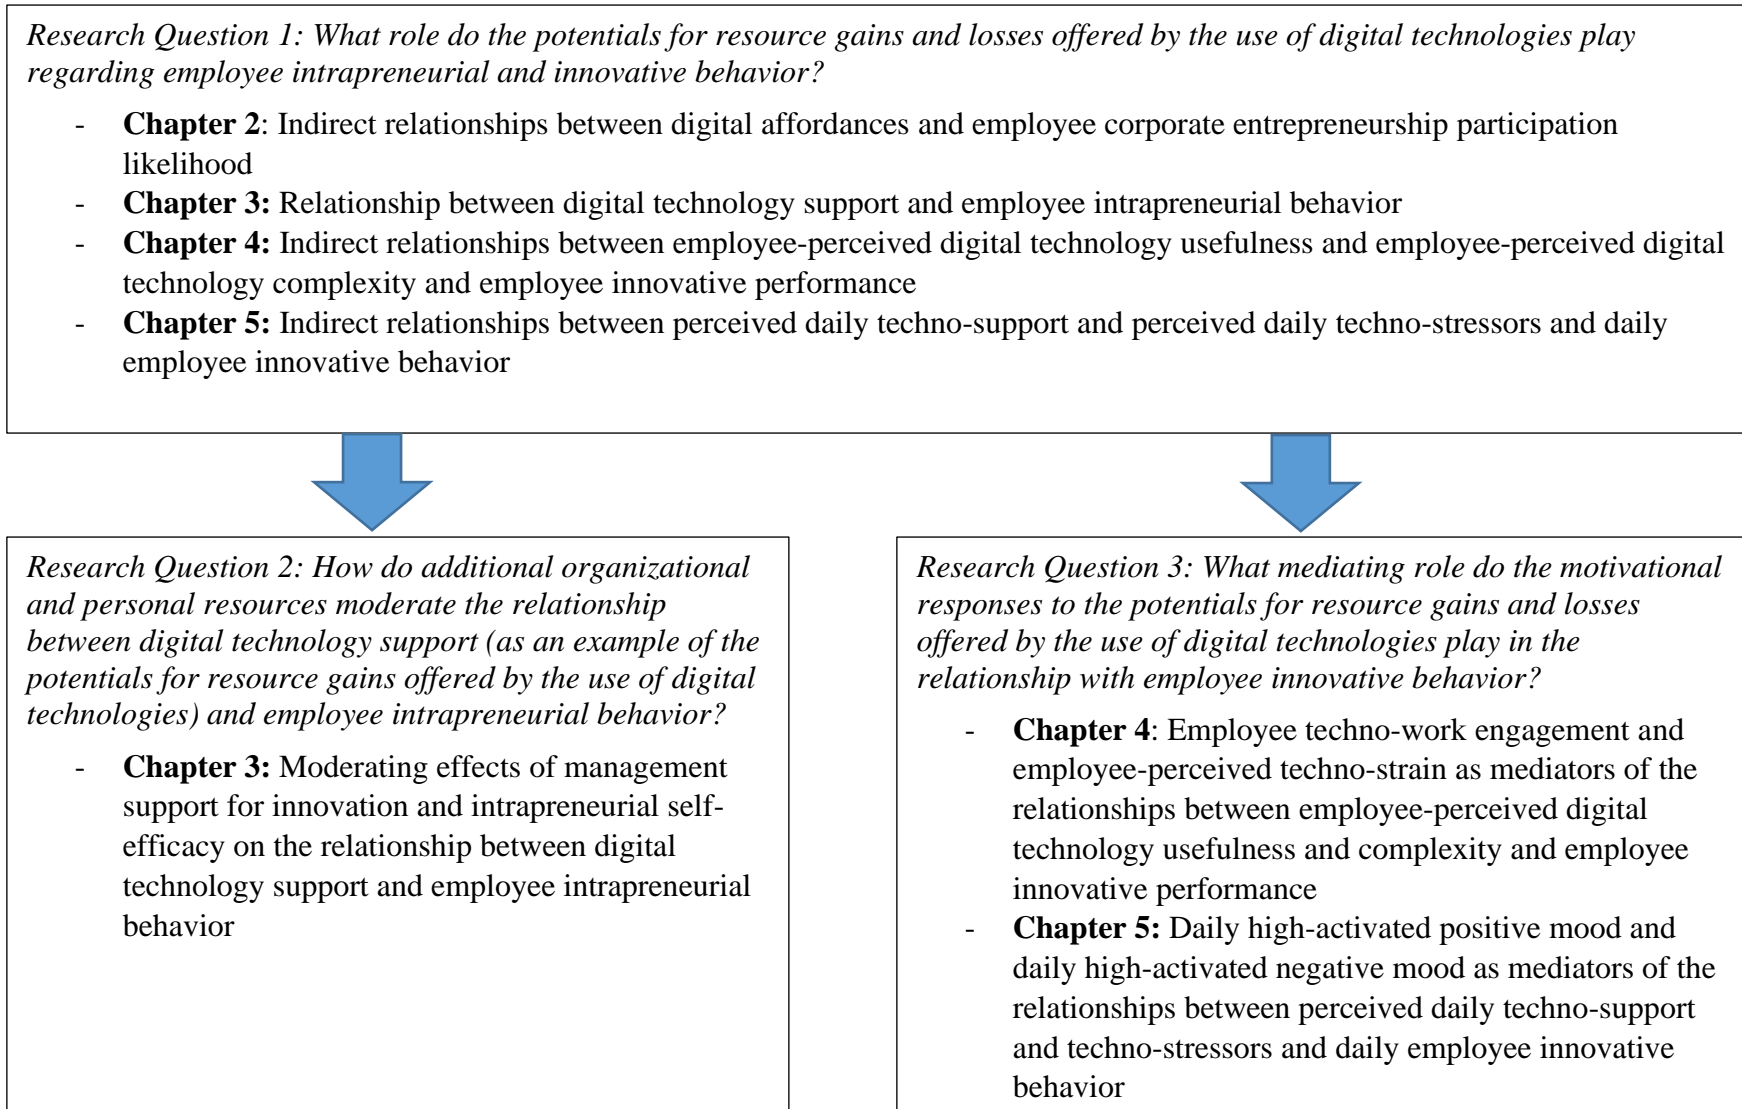 Research Question 1: What role do the potentials for resource gains and losses offered by the use of digital technologies play
regarding employee intrapreneurial and innovative behavior?
- Chapter 2: Indirect relationships between digital affordances and employee corporate entrepreneurship participation
likelihood
- Chapter 3: Relationship between digital technology support and employee intrapreneurial behavior
- Chapter 4: Indirect relationships between employee-perceived digital technology usefulness and employee-perceived digital
technology complexity and employee innovative performance
- Chapter 5: Indirect relationships between perceived daily techno-support and perceived daily techno-stressors and daily
employee innovative behavior
Research Question 2: How do additional organizational
and personal resources moderate the relationship
between digital technology support (as an example of the
potentials for resource gains offered by the use of digital
technologies) and employee intrapreneurial behavior?
- Chapter 3: Moderating effects of management
support for innovation and intrapreneurial self-
efficacy on the relationship between digital
technology support and employee intrapreneurial
behavior
Research Question 3: What mediating role do the motivational
responses to the potentials for resource gains and losses
offered by the use of digital technologies play in the
relationship with employee innovative behavior?
- Chapter 4: Employee techno-work engagement and
employee-perceived techno-strain as mediators of the
relationships between employee-perceived digital
technology usefulness and complexity and employee
innovative performance
- Chapter 5: Daily high-activated positive mood and
daily high-activated negative mood as mediators of the
relationships between perceived daily techno-support
and techno-stressors and daily employee innovative
behavior